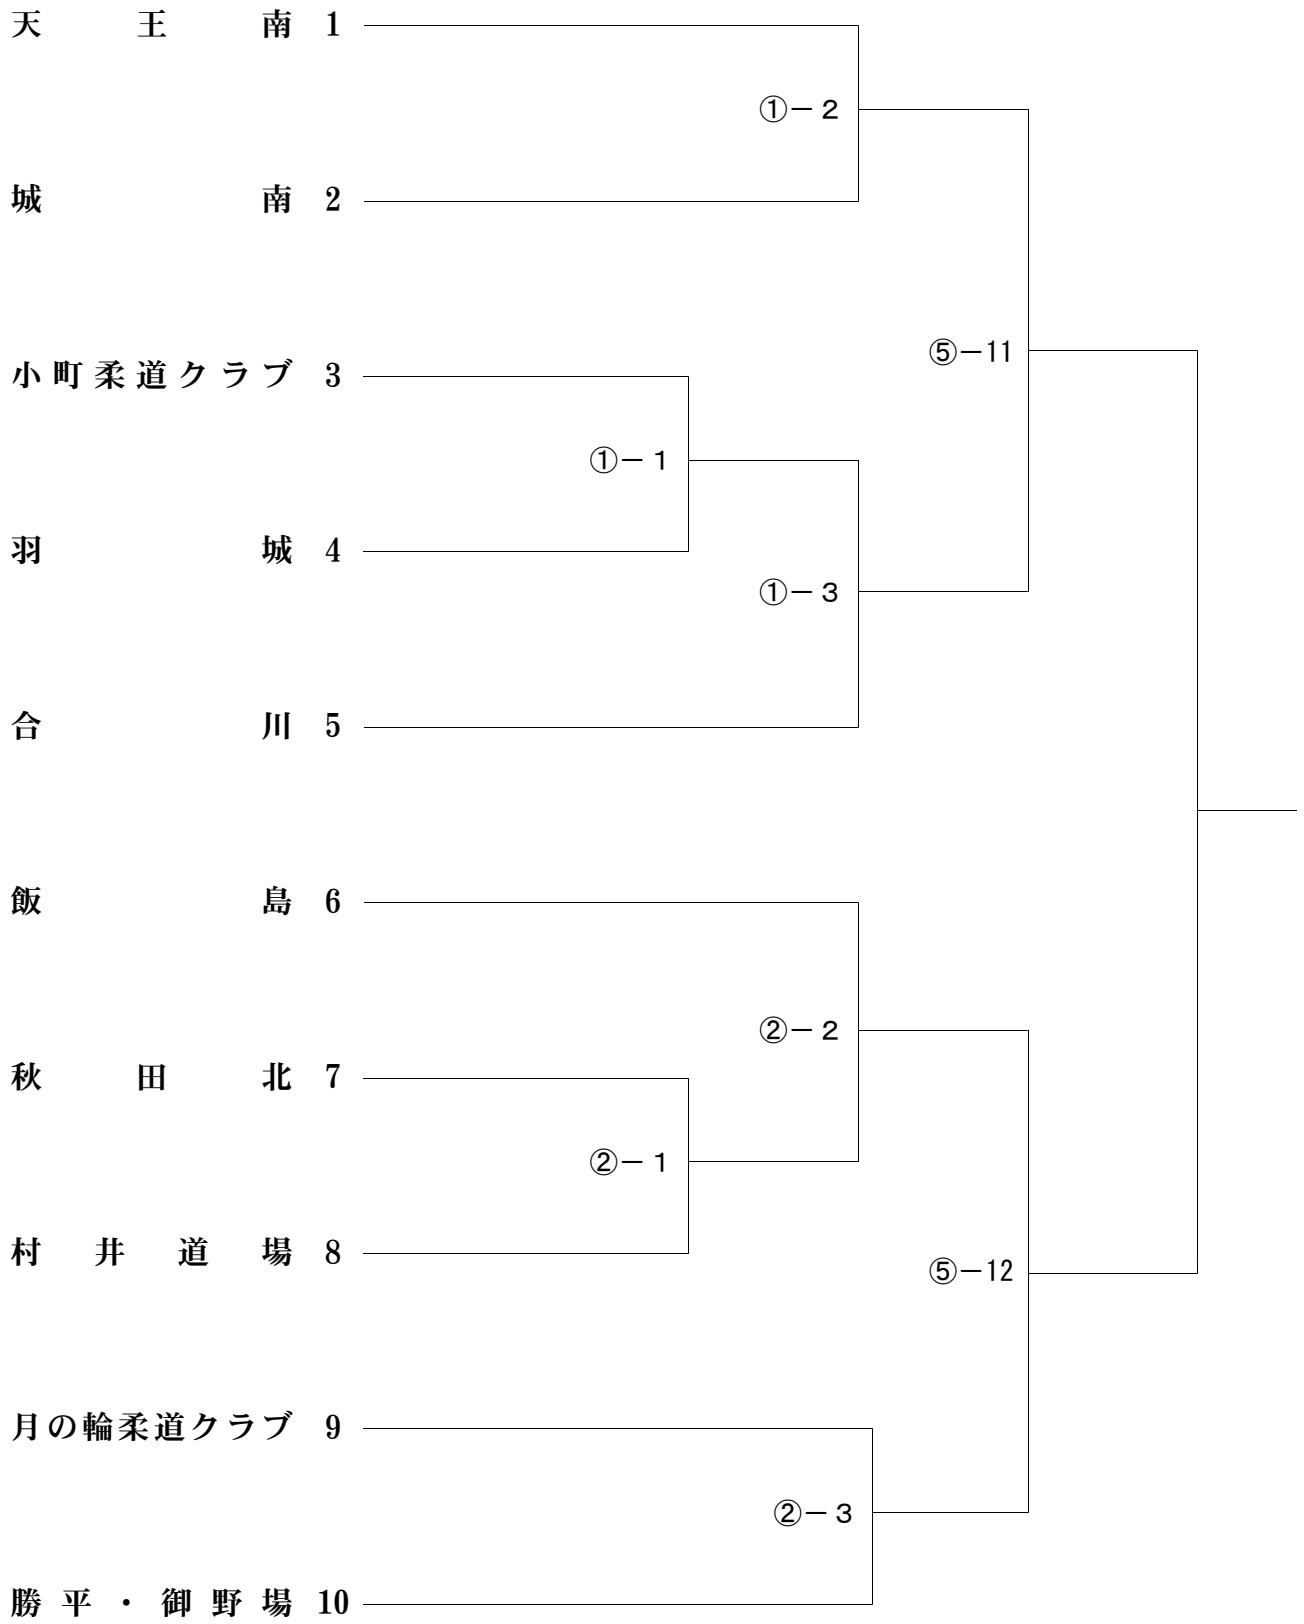 天王南 1
①－２
城南 2
⑤－11
小町柔道クラブ 3
①－１
羽城 4
①－３
合川 5
飯島 6
②－２
秋田北 7
②－１
村井道場 8
⑤－12
月の輪柔道クラブ 9
②－３
勝平・御野場 10